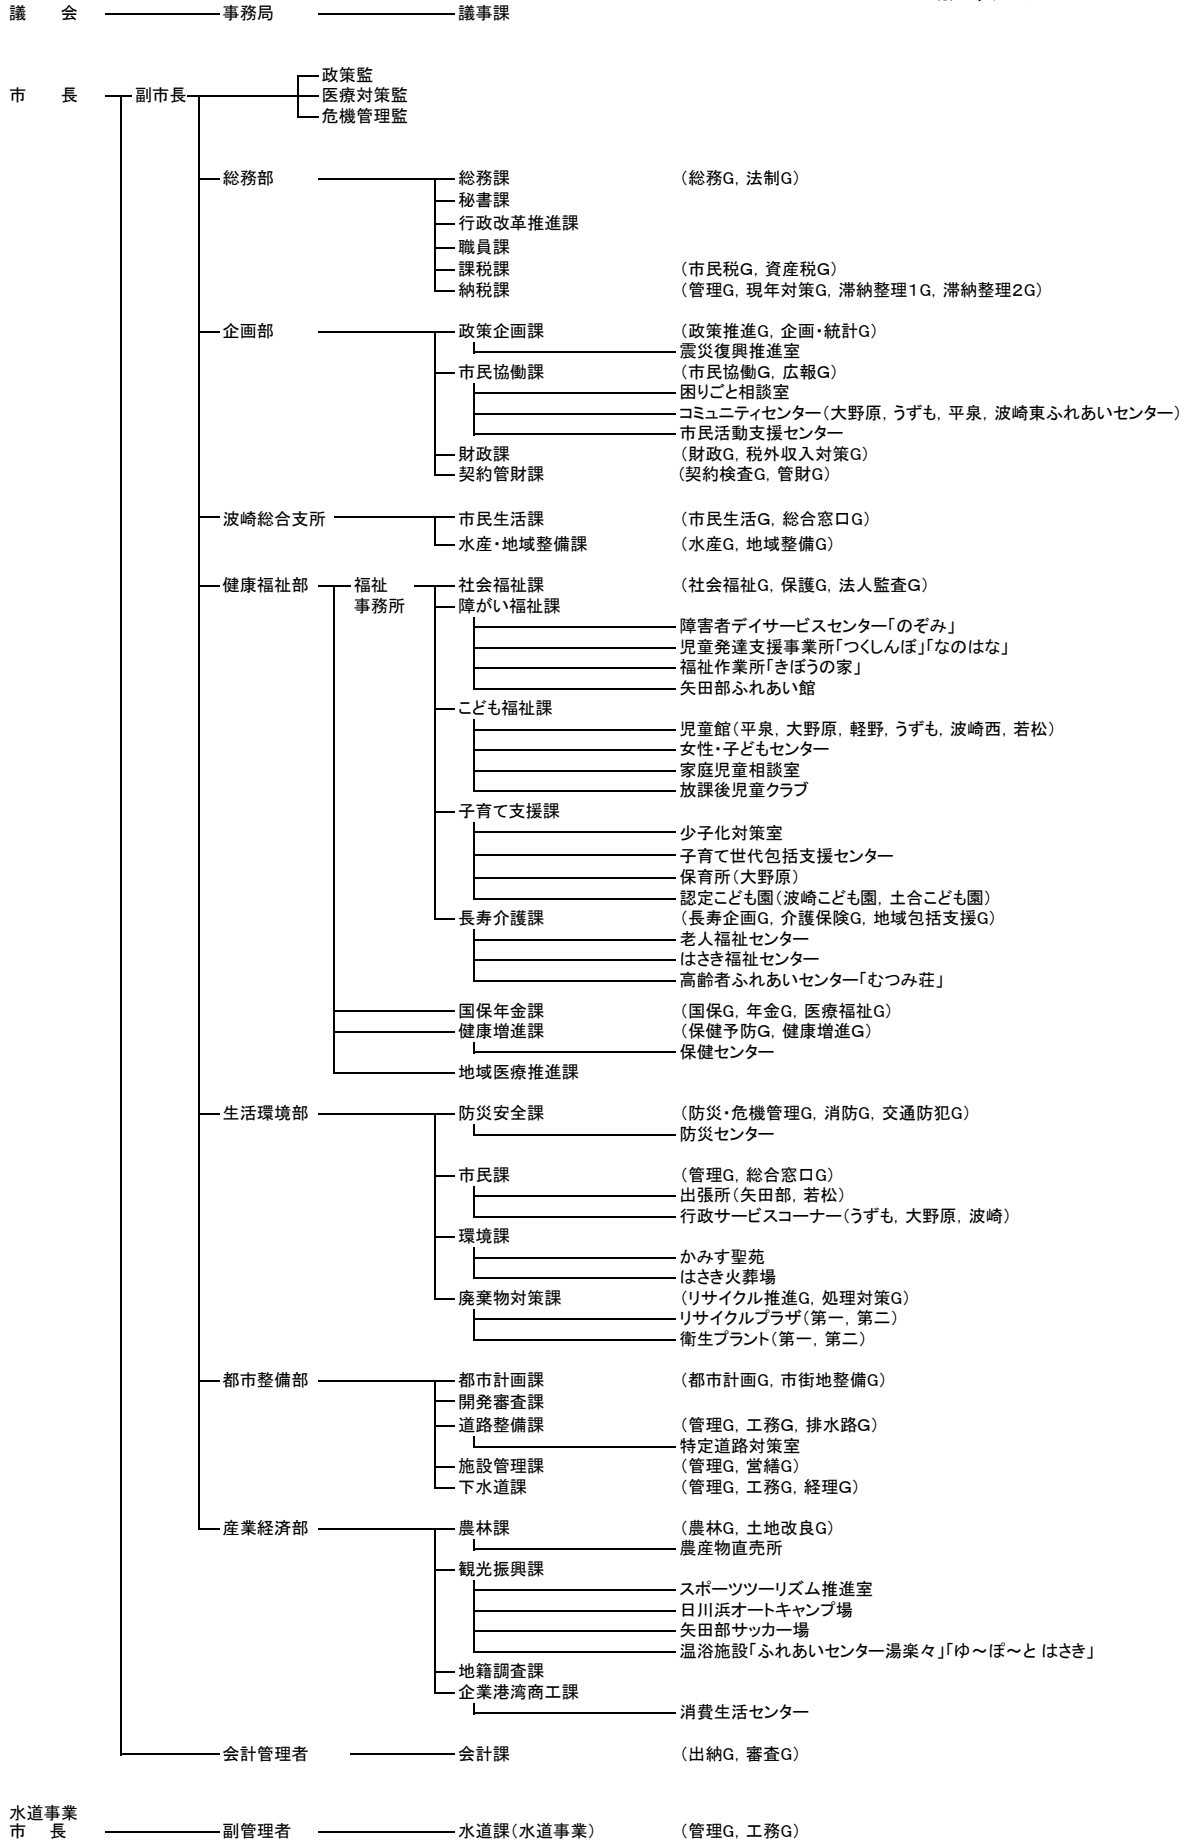 議　会 事務局 議事課
政策監
市　長 副市長 医療対策監
危機管理監
総務部 総務課 （総務G, 法制G）
秘書課
行政改革推進課
職員課
課税課 （市民税G, 資産税G）
納税課 （管理G, 現年対策G, 滞納整理1G, 滞納整理2G）
企画部 政策企画課 （政策推進G, 企画・統計G）
震災復興推進室
市民協働課 （市民協働G, 広報G）
困りごと相談室
コミュニティセンター（大野原, うずも, 平泉, 波崎東ふれあいセンター）
市民活動支援センター
財政課 （財政G, 税外収入対策G）
契約管財課 （契約検査G, 管財G）
波崎総合支所 市民生活課 （市民生活G, 総合窓口G）
水産・地域整備課 （水産G, 地域整備G）
健康福祉部 福祉 社会福祉課 （社会福祉G, 保護G, 法人監査G）
事務所 障がい福祉課
障害者デイサービスセンター「のぞみ」
児童発達支援事業所「つくしんぼ」「なのはな」
福祉作業所「きぼうの家」
矢田部ふれあい館
こども福祉課
児童館（平泉, 大野原, 軽野, うずも, 波崎西, 若松）
女性・子どもセンター
家庭児童相談室
放課後児童クラブ
子育て支援課
少子化対策室
子育て世代包括支援センター
保育所（大野原）
認定こども園（波崎こども園, 土合こども園）
長寿介護課 （長寿企画G, 介護保険G, 地域包括支援G）
老人福祉センター
はさき福祉センター
高齢者ふれあいセンター「むつみ荘」
国保年金課 （国保G, 年金G, 医療福祉G）
健康増進課 （保健予防G, 健康増進G）
保健センター
地域医療推進課
生活環境部 防災安全課 （防災・危機管理G, 消防G, 交通防犯G）
防災センター
市民課 （管理G, 総合窓口G）
出張所（矢田部, 若松）
行政サービスコーナー（うずも, 大野原, 波崎）
環境課
かみす聖苑
はさき火葬場
廃棄物対策課 （リサイクル推進G, 処理対策G）
リサイクルプラザ（第一, 第二）
衛生プラント（第一, 第二）
都市整備部 都市計画課 （都市計画G, 市街地整備G）
開発審査課
道路整備課 （管理G, 工務G, 排水路G）
特定道路対策室
施設管理課 （管理G, 営繕G）
下水道課 （管理G, 工務G, 経理G）
産業経済部 農林課 （農林G, 土地改良G）
農産物直売所
観光振興課
スポーツツーリズム推進室
日川浜オートキャンプ場
矢田部サッカー場
温浴施設「ふれあいセンター湯楽々」「ゆ～ぽ～と はさき」
地籍調査課
企業港湾商工課
消費生活センター
会計管理者 会計課 （出納G, 審査G）
水道事業
市　長 副管理者 水道課（水道事業） （管理G, 工務G）